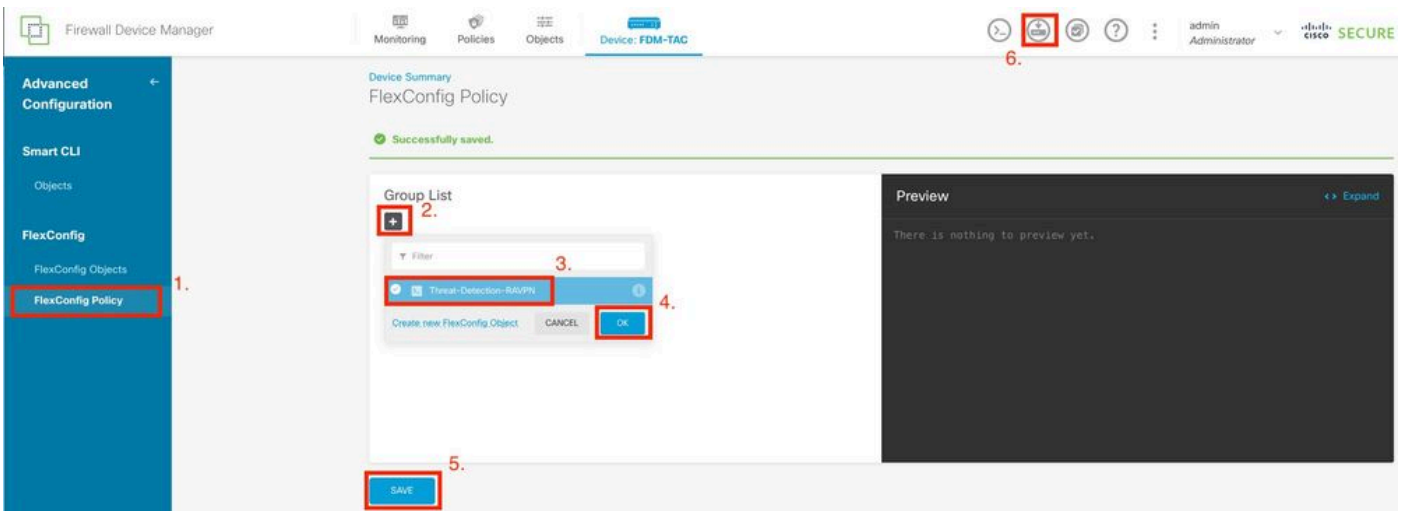 Firewall Device Manager
Monitoring
Policies
Objects
Device: FDM-TAC
admin
Administrator
cisco SECURE
6.
Advanced
Configuration
Smart CLI
Objects
FlexConfig
FlexConfig Objects
FlexConfig Policy
1.
Device Summary
FlexConfig Policy
Successfully saved.
Group List
2.
Filter
3.
Threat-Detection-RAVPN
4.
Create new FlexConfig Object
CANCEL
OK
5.
SAVE
Preview
Expand
There is nothing to preview yet.